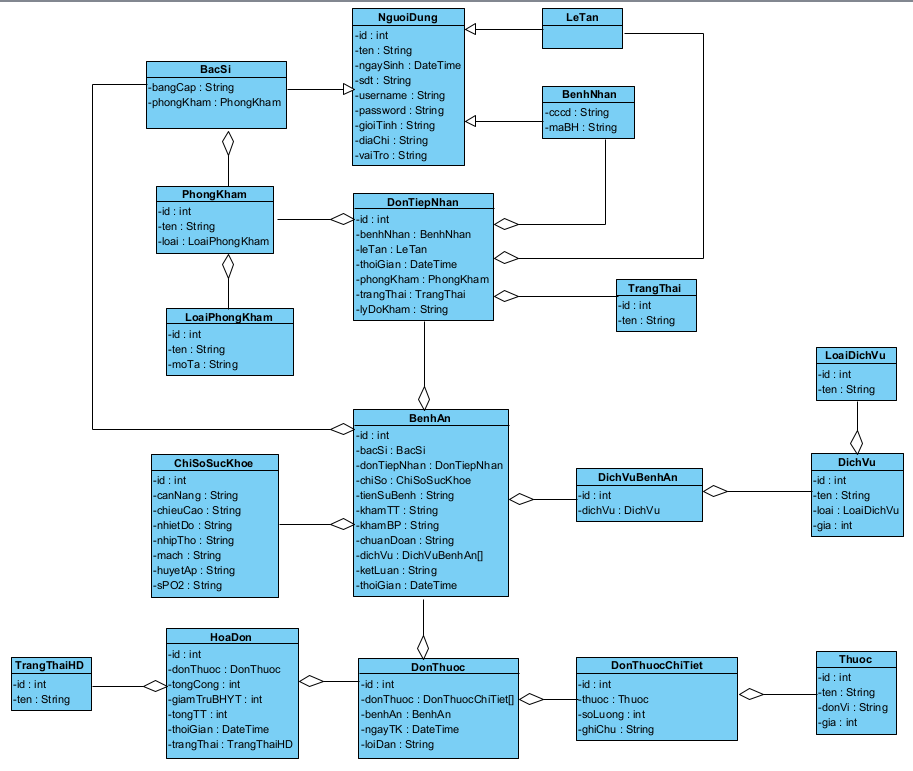 NguoiDung
-id : int
-ten : String
-ngaySinh : DateTime
-sdt : String
-username : String
-password : String
-gioiTinh : String
-diaChi : String
-vaiTro : String
LeTan
BacSi
-bangCap : String
-phongKham : PhongKham
BenhNhan
-cccd : String
-maBH : String
PhongKham
-id : int
-ten : String
-loai : LoaiPhongKham
DonTiepNhan
-id : int
-benhNhan : BenhNhan
-leTan : LeTan
-thoiGian : DateTime
-phongKham : PhongKham
-trangThai : TrangThai
-lyDoKham : String
TrangThai
-id : int
-ten : String
LoaiPhongKham
-id : int
-ten : String
-moTa : String
LoaiDichVu
-id : int
-ten : String
BenhAn
-id : int
-bacSi : BacSi
-donTiepNhan : DonTiepNhan
-chiSo : ChiSoSucKhoe
-tienSuBenh : String
-khamTT : String
-khamBP : String
-chuanDoan : String
-dichVu : DichVuBenhAn[]
-ketLuan : String
-thoiGian : DateTime
ChiSoSucKhoe
-id : int
-canNang : String
-chieuCao : String
-nhietDo : String
-nhipTho : String
-mach : String
-huyetAp : String
-sPO2 : String
DichVuBenhAn
-id : int
-dichVu : DichVu
DichVu
-id : int
-ten : String
-loai : LoaiDichVu
-gia : int
TrangThaiHD
-id : int
-ten : String
HoaDon
-id : int
-donThuoc : DonThuoc
-tongCong : int
-giamTruBHYT : int
-tongTT : int
-thoiGian : DateTime
-trangThai : TrangThaiHD
DonThuoc
-id : int
-donThuoc : DonThuocChiTiet[]
-benhAn : BenhAn
-ngayTK : DateTime
-loiDan : String
DonThuocChiTiet
-id : int
-thuoc : Thuoc
-soLuong : int
-ghiChu : String
Thuoc
-id : int
-ten : String
-donVi : String
-gia : int